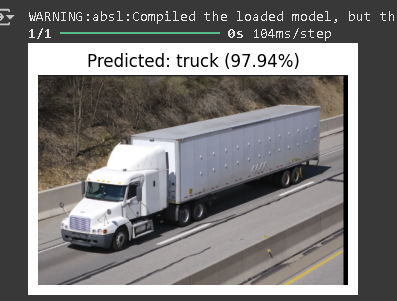 WARNING:absl:Compiled the loaded model, but th
1/1 0s 104ms/step
Predicted: truck (97.94%)